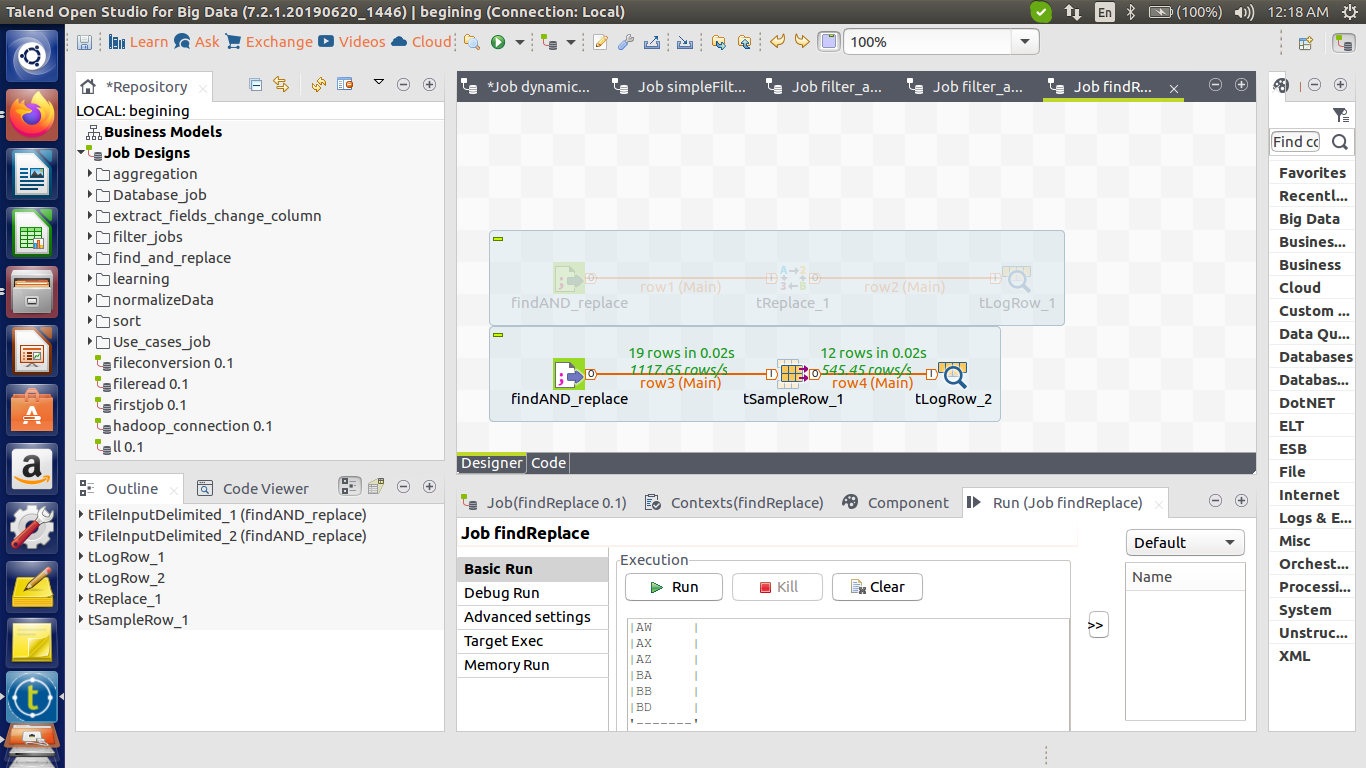 Talend Open Studio for Big Data (7.2.1.20190620_1446) | begining (Connection: Local)
En
(100%)
12:18 AM
Learn
Ask
Exchange
Videos
Cloud
100%
*Repository
LOCAL: begining
Business Models
Job Designs
aggregation
Database_job
extract_fields_change_column
filter_jobs
find_and_replace
learning
normalizeData
sort
Use_cases_job
fileconversion 0.1
fileread 0.1
firstjob 0.1
hadoop_connection 0.1
ll 0.1
Outline
Code Viewer
tFileInputDelimited_1 (findAND_replace)
tFileInputDelimited_2 (findAND_replace)
tLogRow_1
tLogRow_2
tReplace_1
tSampleRow_1
*Job dynamic...
Job simpleFilt...
Job filter_a...
Job filter_a...
Job findR...
row1 (Main)
row2 (Main)
findAND_replace
tReplace_1
tLogRow_1
19 rows in 0.02s
12 rows in 0.02s
1117.65 rows/s
545.45 rows/s
row3 (Main)
row4 (Main)
findAND_replace
tSampleRow_1
tLogRow_2
Designer
Code
Job(findReplace 0.1)
Contexts(findReplace)
Component
Run (Job findReplace)
Job findReplace
Basic Run
Debug Run
Advanced settings
Target Exec
Memory Run
Execution
Run
Kill
Clear
|AW |
|AX |
|AZ |
|BA |
|BB |
|BD |
'-------'
>>
Default
Name
Find cc
Favorites
Recentl...
Big Data
Busines...
Business
Cloud
Custom ...
Data Qu...
Databases
Databas...
DotNET
ELT
ESB
File
Internet
Logs & E...
Misc
Orchest...
Processi...
System
Unstruc...
XML